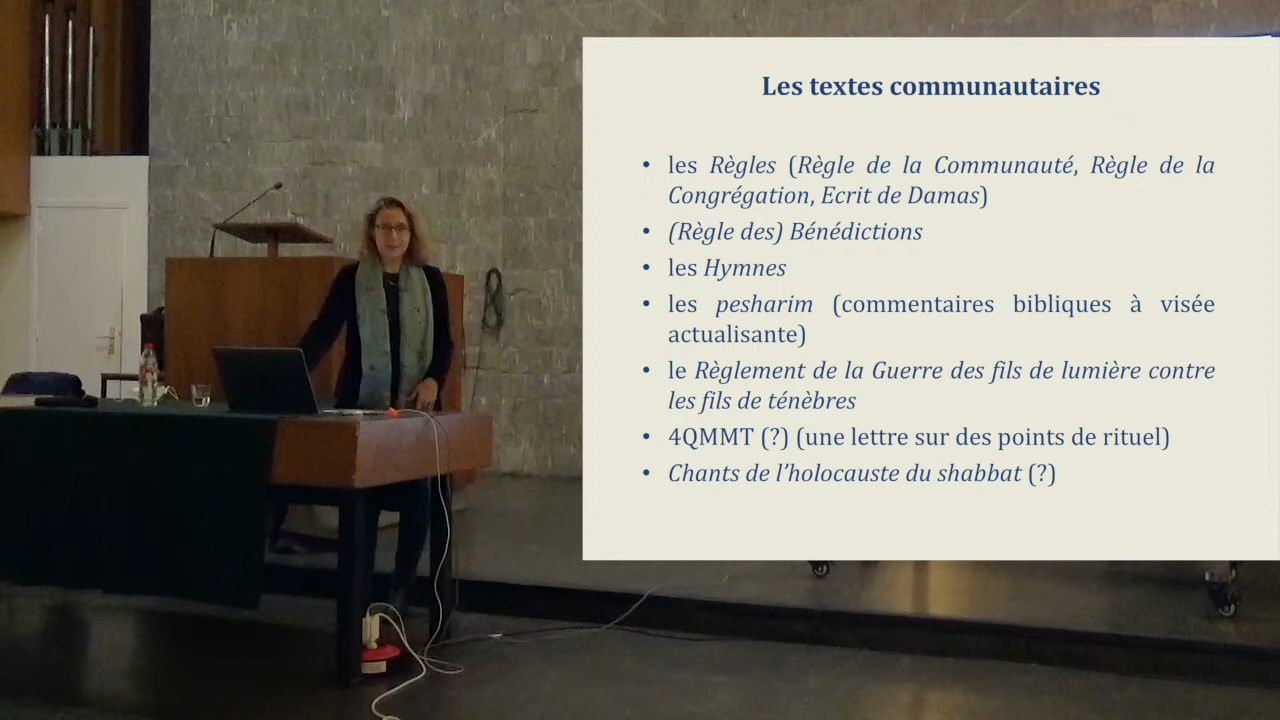 Les textes communautaires
• les Règles (Règle de la Communauté, Règle de la
Congrégation, Ecrit de Damas)
• (Règle des) Bénédictions
• les Hymnes
• les pesharim (commentaires bibliques à visée
actualisante)
• le Règlement de la Guerre des fils de lumière contre
les fils de ténèbres
• 4QMMT (?) (une lettre sur des points de rituel)
• Chants de l’holocauste du shabbat (?)